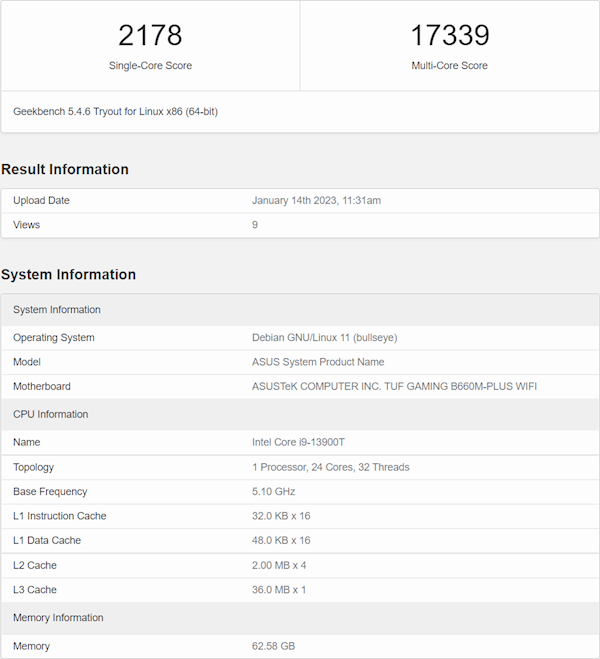 2178 17339
Single-Core Score Multi-Core Score
Geekbench 5.4.6 Tryout for Linux x86 (64-bit)
Result Information
Upload Date January 14th 2023, 11:31am
Views 9
System Information
System Information
Operating System Debian GNU/Linux 11 (bullseye)
Model ASUS System Product Name
Motherboard ASUSTeK COMPUTER INC. TUF GAMING B660M-PLUS WIFI
CPU Information
Name Intel Core i9-13900T
Topology 1 Processor, 24 Cores, 32 Threads
Base Frequency 5.10 GHz
L1 Instruction Cache 32.0 KB x 16
L1 Data Cache 48.0 KB x 16
L2 Cache 2.00 MB x 4
L3 Cache 36.0 MB x 1
Memory Information
Memory 62.58 GB